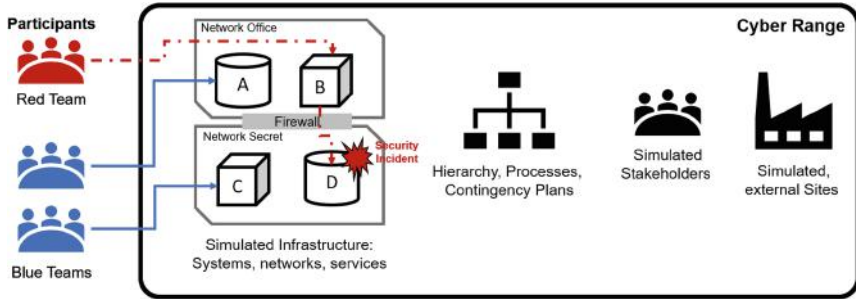 Participants
Red Team
Blue Teams
Cyber Range
Network Office
A
B
Firewall
Network Secret
Security
Incident
C
D
Simulated Infrastructure:
Systems, networks, services
Hierarchy, Processes,
Contingency Plans
Simulated
Stakeholders
Simulated,
external Sites